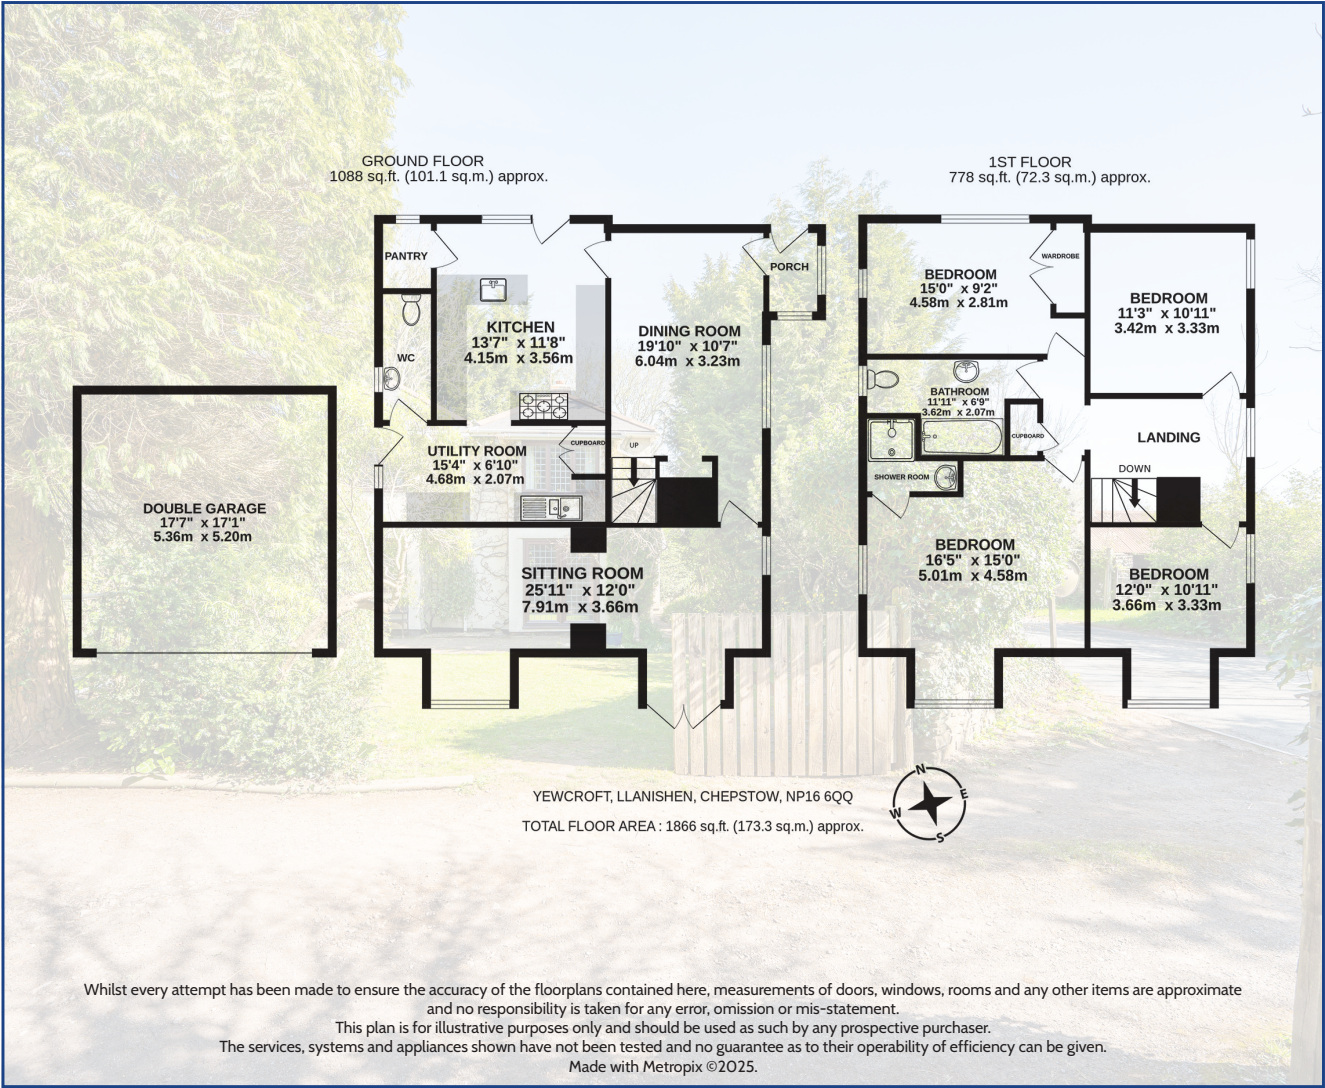 GROUND FLOOR
1088 sq.ft. (101.1 sq.m.) approx.
1ST FLOOR
778 sq.ft. (72.3 sq.m.) approx.
PANTRY
WC
KITCHEN
13'7" x 11'8"
4.15m x 3.56m
DINING ROOM
19'10" x 10'7"
6.04m x 3.23m
PORCH
UTILITY ROOM
15'4" x 6'10"
4.68m x 2.07m
CUPBOARD
UP
DOUBLE GARAGE
17'7" x 17'1"
5.36m x 5.20m
SITTING ROOM
25'11" x 12'0"
7.91m x 3.66m
BEDROOM
15'0" x 9'2"
4.58m x 2.81m
WARDROBE
BEDROOM
11'3" x 10'11"
3.42m x 3.33m
BATHROOM
11'11" x 6'9"
3.62m x 2.07m
CUPBOARD
LANDING
DOWN
SHOWER ROOM
BEDROOM
16'5" x 15'0"
5.01m x 4.58m
BEDROOM
12'0" x 10'11"
3.66m x 3.33m
YEWCROFT, LLANISHEN, CHEPSTOW, NP16 6QQ
TOTAL FLOOR AREA : 1866 sq.ft. (173.3 sq.m.) approx.
N
E
W
S
Whilst every attempt has been made to ensure the accuracy of the floorplans contained here, measurements of doors, windows, rooms and any other items are approximate
and no responsibility is taken for any error, omission or mis-statement.
This plan is for illustrative purposes only and should be used as such by any prospective purchaser.
The services, systems and appliances shown have not been tested and no guarantee as to their operability of efficiency can be given.
Made with Metropix ©2025.